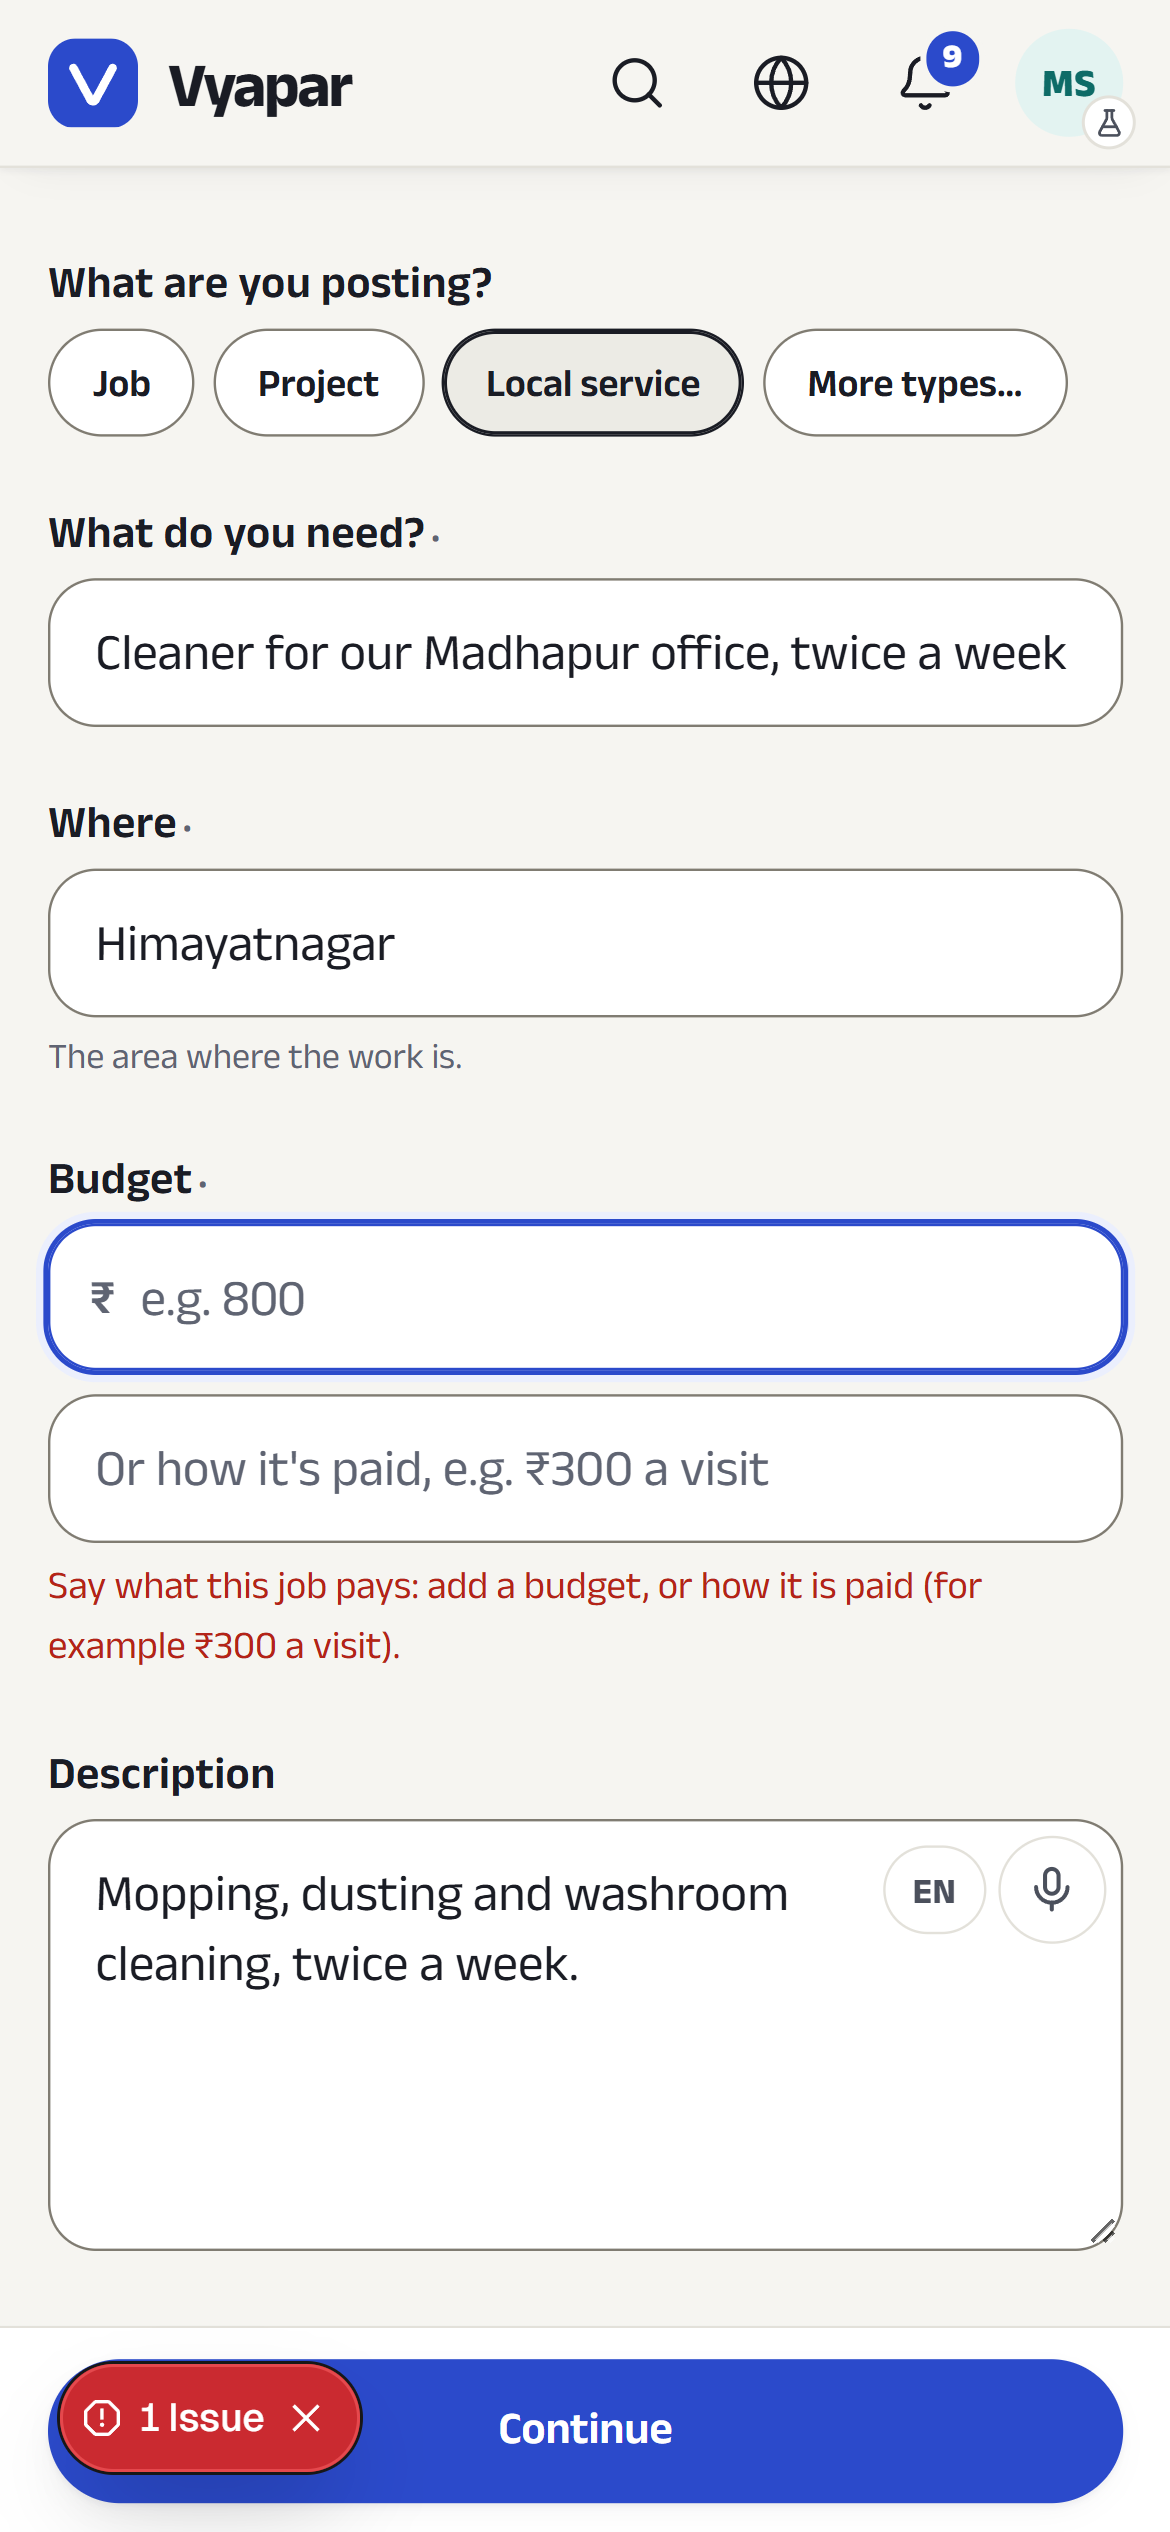 Vyapar
9
MS
What are you posting?
Job
Project
Local service
More types...
What do you need? ·
Cleaner for our Madhapur office, twice a week
Where ·
Himayatnagar
The area where the work is.
Budget ·
₹ e.g. 800
Or how it's paid, e.g. ₹300 a visit
Say what this job pays: add a budget, or how it is paid (for
example ₹300 a visit).
Description
Mopping, dusting and washroom
cleaning, twice a week.
EN
1 Issue
Continue